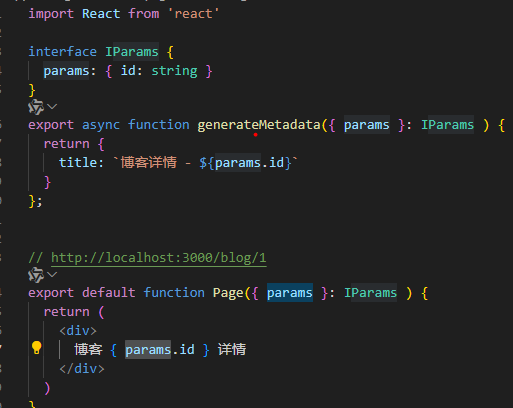 import React from 'react'
interface IParams {
params: { id: string }
}
export async function generateMetadata({ params }: IParams ) {
return {
title: `博客详情 - ${params.id}`
}
};
// http://localhost:3000/blog/1
export default function Page({ params }: IParams ) {
return (
<div>
博客 { params.id } 详情
</div>
)
}